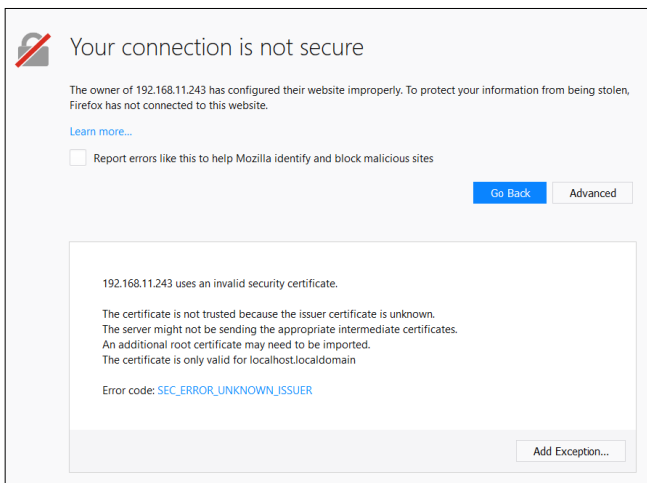 Your connection is not secure
The owner of 192.168.11.243 has configured their website improperly. To protect your information from being stolen,
Firefox has not connected to this website.
Learn more...
Report errors like this to help Mozilla identify and block malicious sites
Go Back
Advanced
192.168.11.243 uses an invalid security certificate.
The certificate is not trusted because the issuer certificate is unknown.
The server might not be sending the appropriate intermediate certificates.
An additional root certificate may need to be imported.
The certificate is only valid for localhost.localdomain
Error code: SEC_ERROR_UNKNOWN_ISSUER
Add Exception...